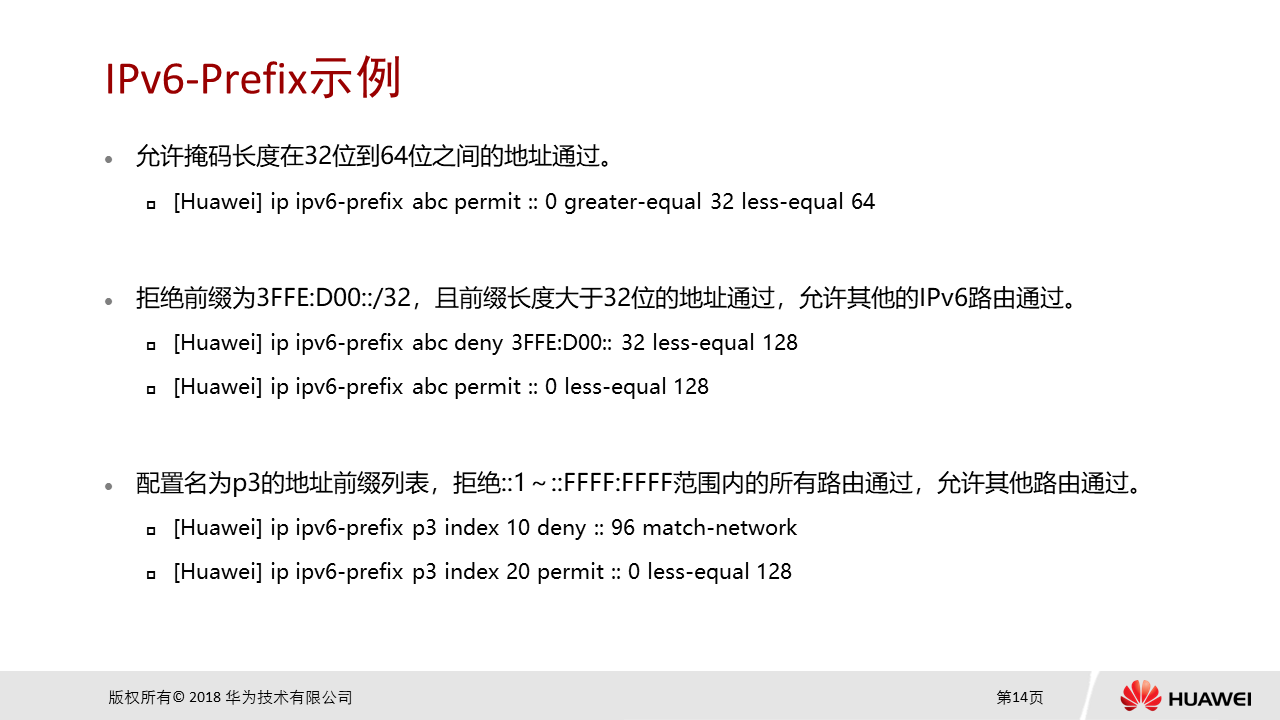 IPv6-Prefix示例
允许掩码长度在32位到64位之间的地址通过。
[Huawei] ip ipv6-prefix abc permit :: 0 greater-equal 32 less-equal 64
拒绝前缀为3FFE:D00::/32，且前缀长度大于32位的地址通过，允许其他的IPv6路由通过。
[Huawei] ip ipv6-prefix abc deny 3FFE:D00:: 32 less-equal 128
[Huawei] ip ipv6-prefix abc permit :: 0 less-equal 128
配置名为p3的地址前缀列表，拒绝::1～::FFFF:FFFF范围内的所有路由通过，允许其他路由通过。
[Huawei] ip ipv6-prefix p3 index 10 deny :: 96 match-network
[Huawei] ip ipv6-prefix p3 index 20 permit :: 0 less-equal 128
版权所有© 2018 华为技术有限公司
第14页
HUAWEI